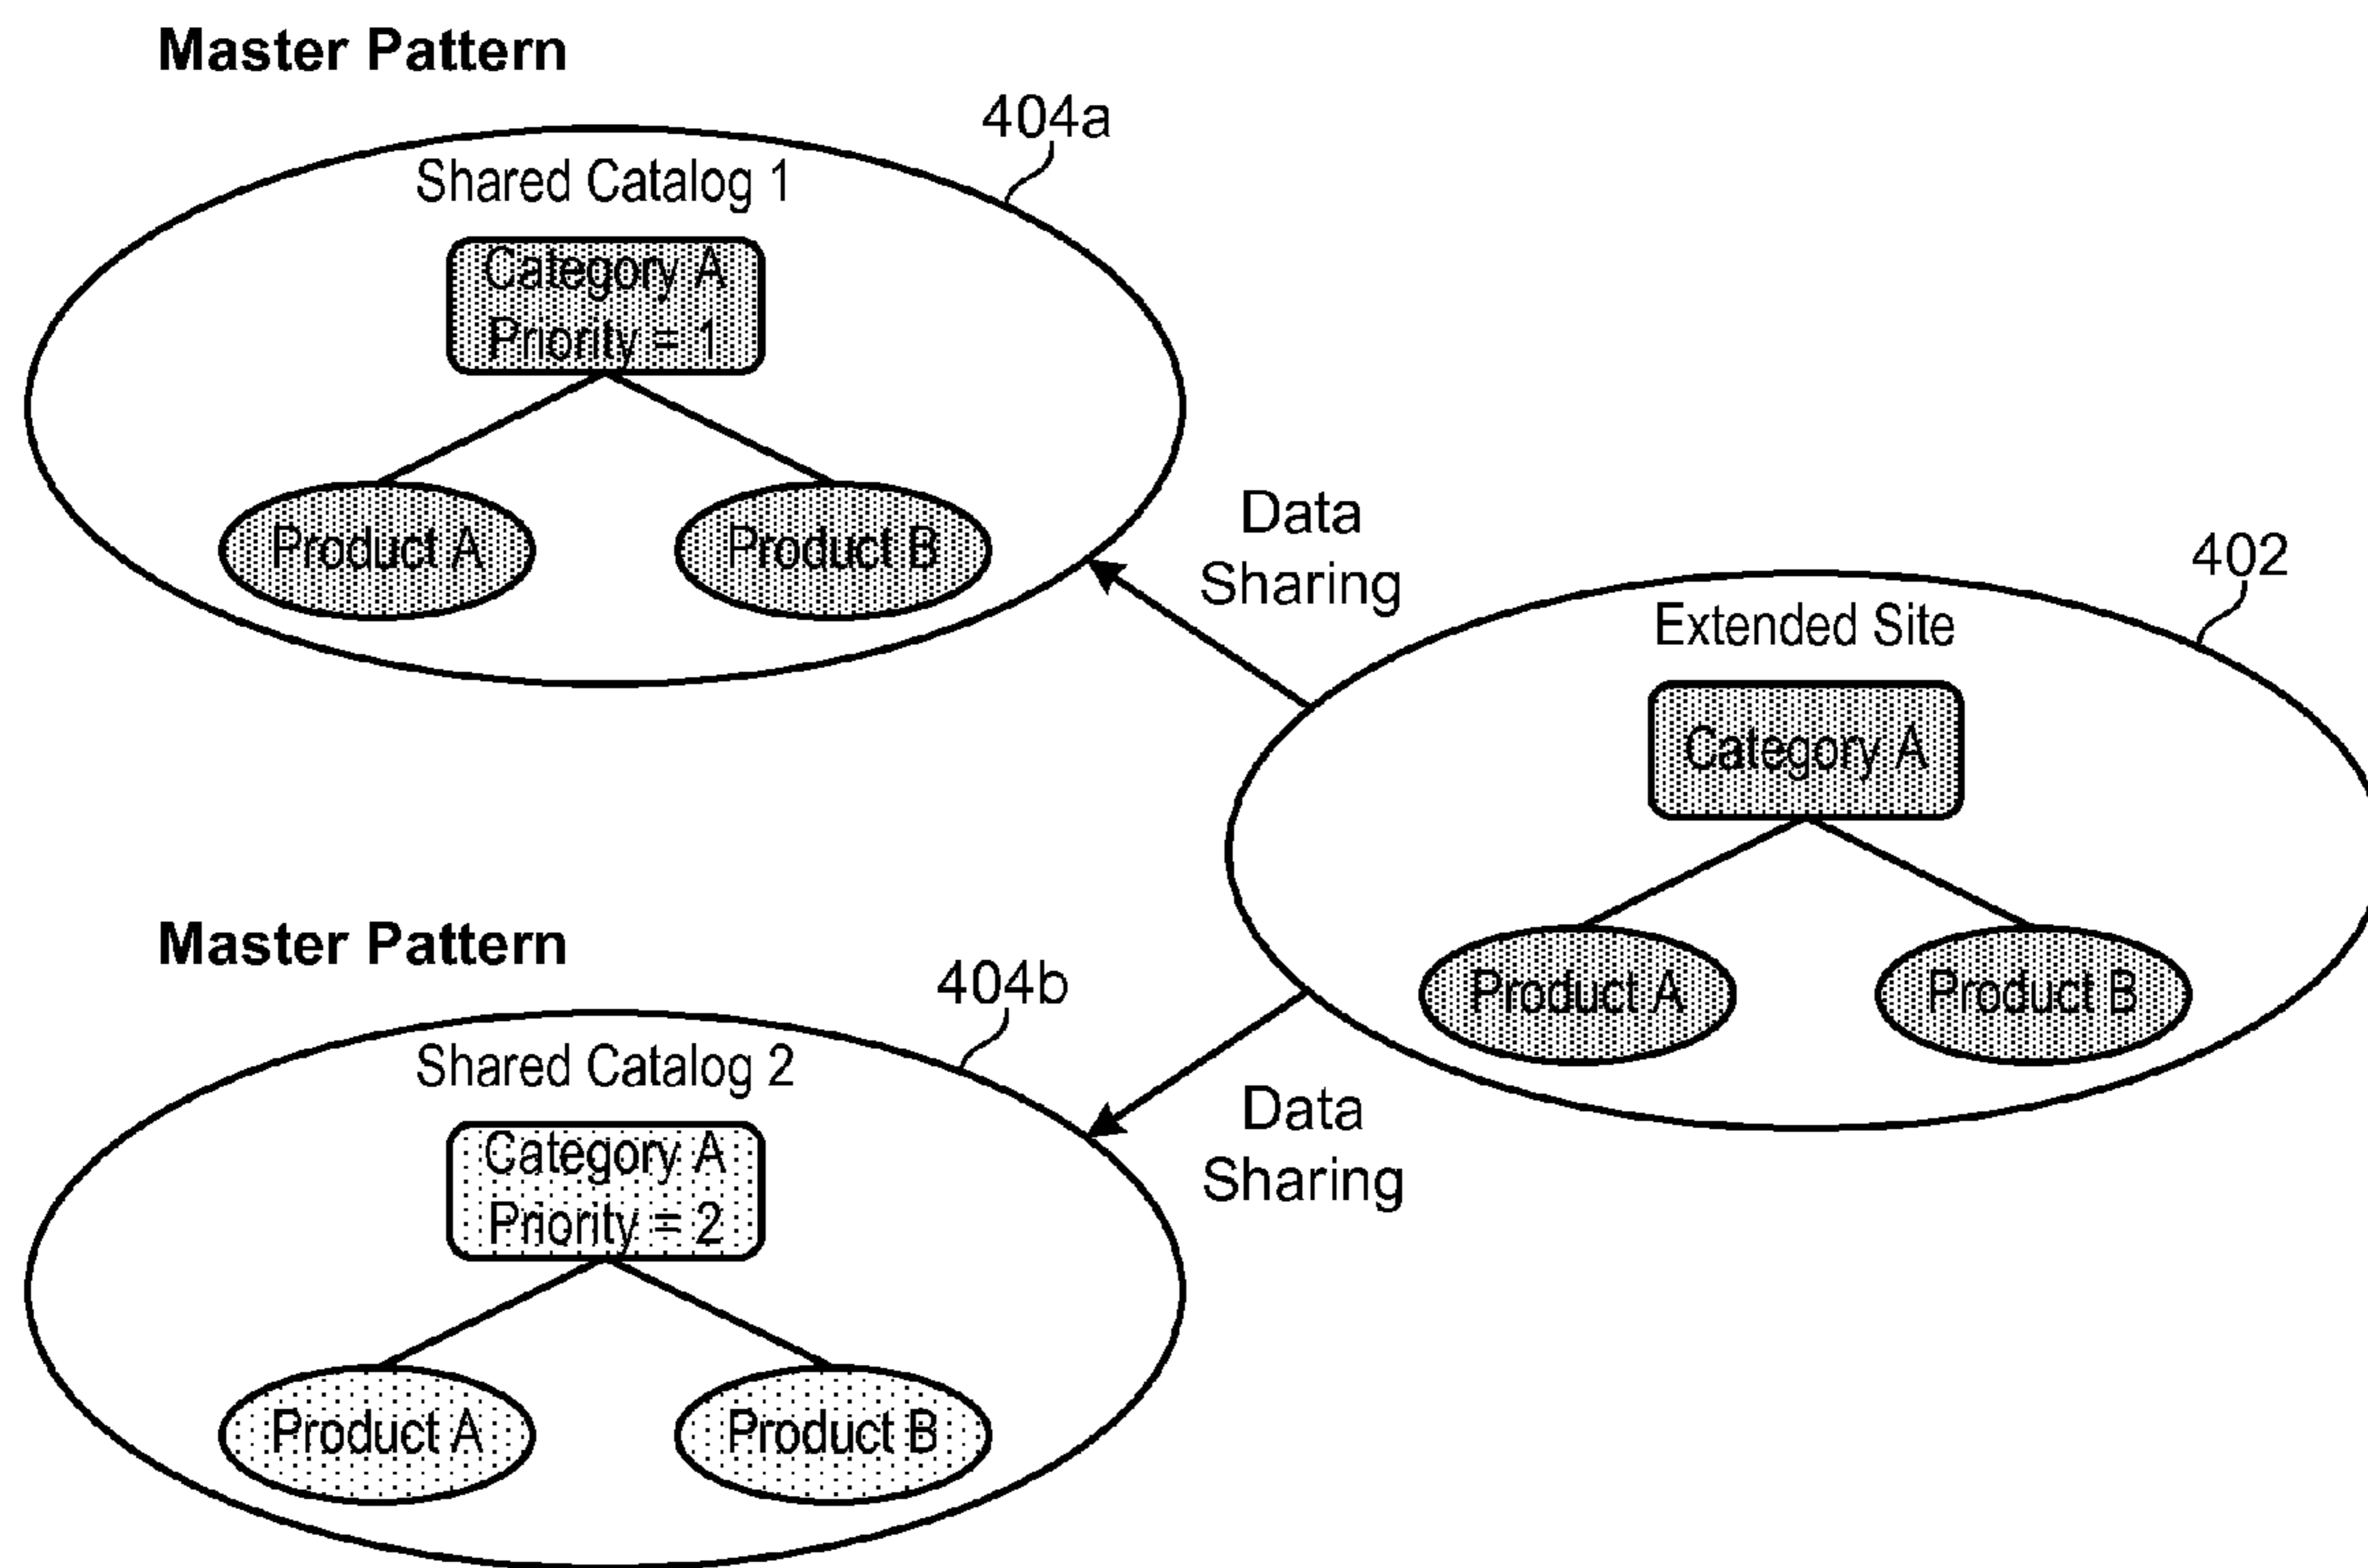 Master Pattern
404a
Shared Catalog 1
Category A
Priority = 1
Product A
Product B
Data
Sharing
402
Extended Site
Category A
Product A
Product B
Master Pattern
404b
Shared Catalog 2
Category A
Priority = 2
Data
Sharing
Product A
Product B